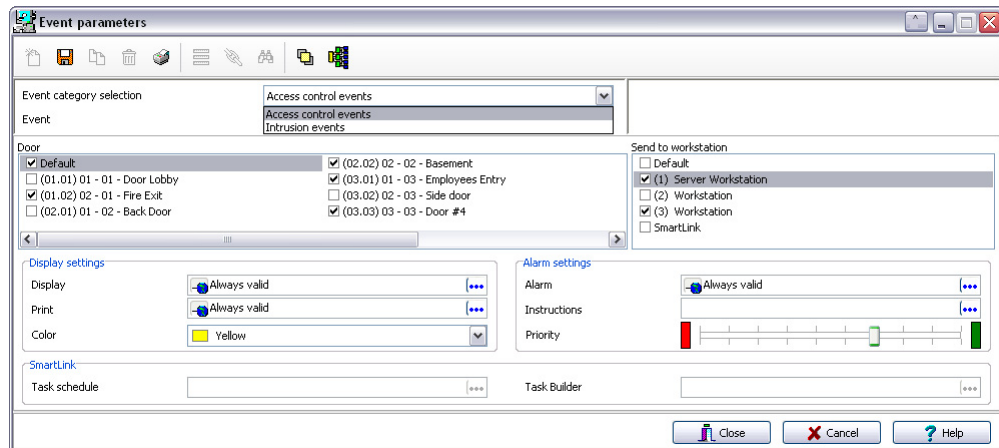 Event parameters
Event category selection
Access control events
Access control events
Event
Intrusion events
Door
Send to workstation
Default
(02.02) 02 - 02 - Basement
Default
(01.01) 01 - 01 - Door Lobby
(03.01) 01 - 03 - Employees Entry
(1) Server Workstation
(01.02) 02 - 01 - Fire Exit
(03.02) 02 - 03 - Side door
(2) Workstation
(02.01) 01 - 02 - Back Door
(03.03) 03 - 03 - Door #4
(3) Workstation
SmartLink
Display settings
Alarm settings
Display
Always valid
Alarm
Always valid
Print
Always valid
Instructions
Color
Yellow
Priority
SmartLink
Task schedule
Task Builder
Close
Cancel
Help